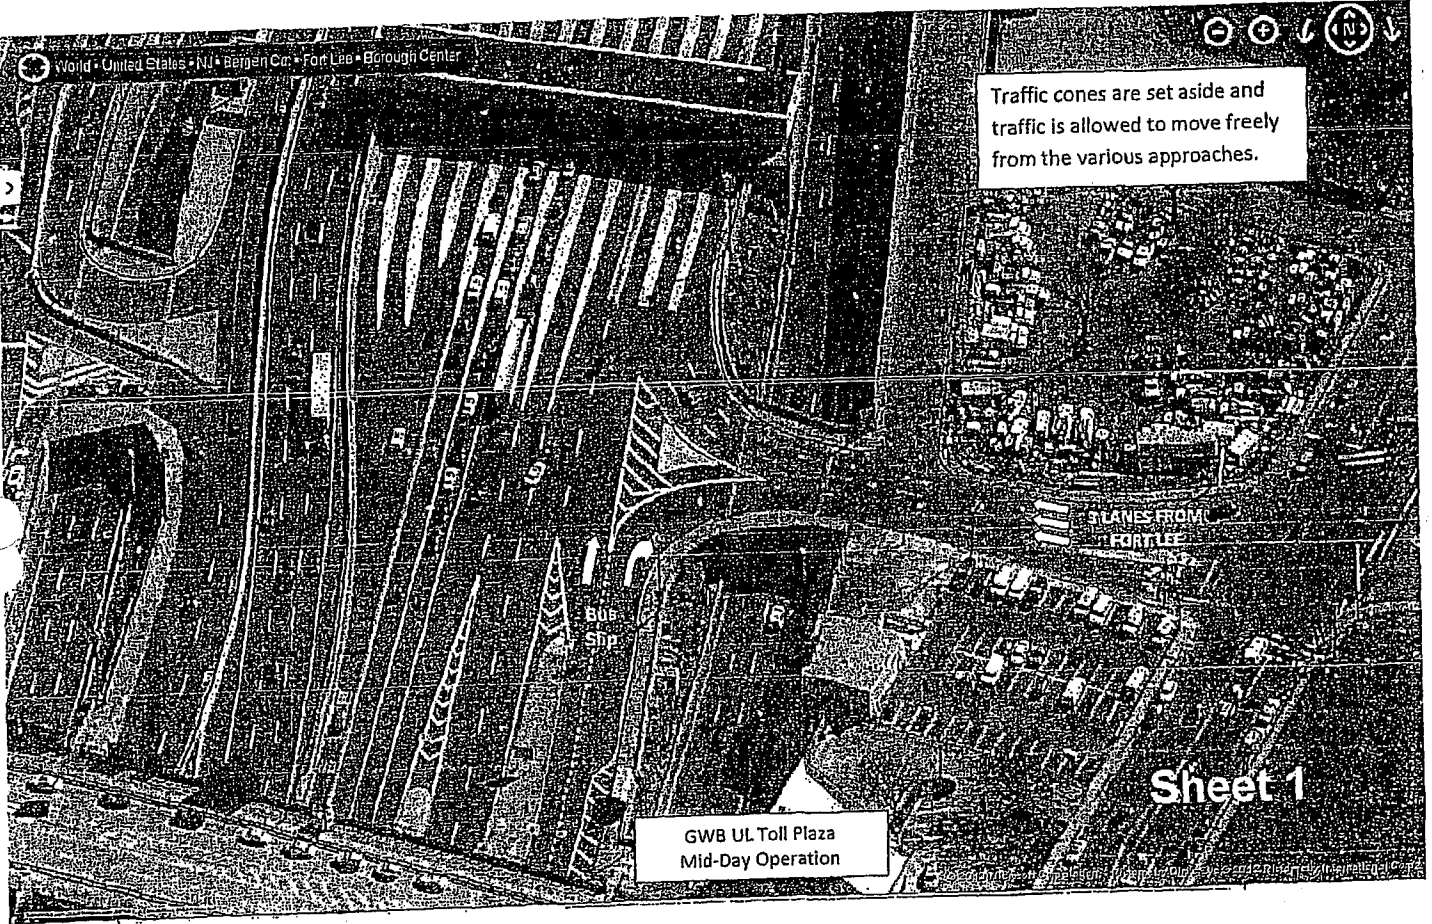 World • United States • NJ • Bergen Co. • Fort Lee • Borough Center
N
Traffic cones are set aside and
traffic is allowed to move freely
from the various approaches.
3 LANES FROM
FORT LEE
Bus
Stp
Sheet 1
GWB UL Toll Plaza
Mid-Day Operation